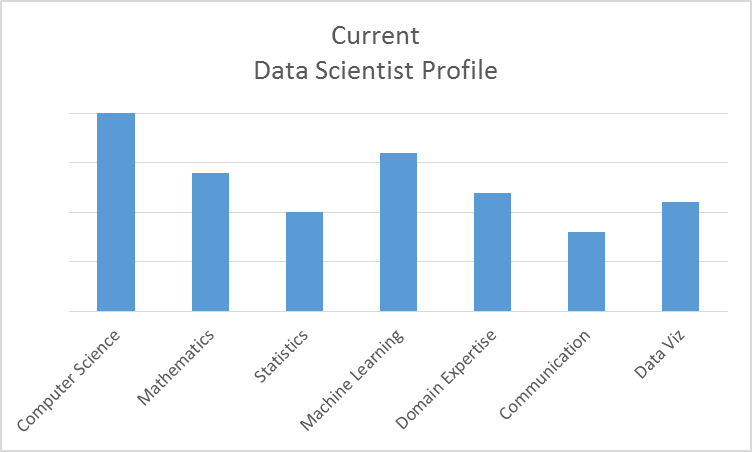 Current
Data Scientist Profile
Computer Science
Mathematics
Statistics
Machine Learning
Domain Expertise
Communication
Data Viz